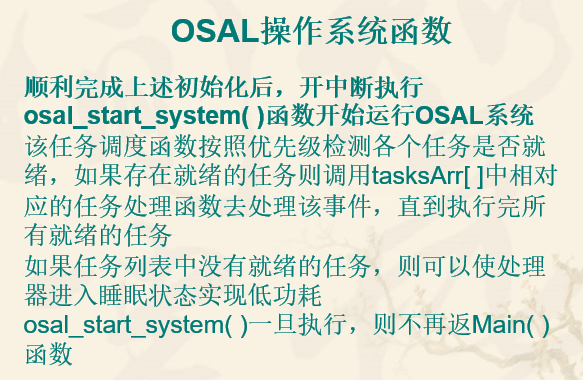 OSAL操作系统函数
顺利完成上述初始化后，开中断执行
osal_start_system( )函数开始运行OSAL系统
该任务调度函数按照优先级检测各个任务是否就
绪，如果存在就绪的任务则调用tasksArr[ ]中相对
应的任务处理函数去处理该事件，直到执行完所
有就绪的任务
如果任务列表中没有就绪的任务，则可以使处理
器进入睡眠状态实现低功耗
osal_start_system( )一旦执行，则不再返Main( )
函数